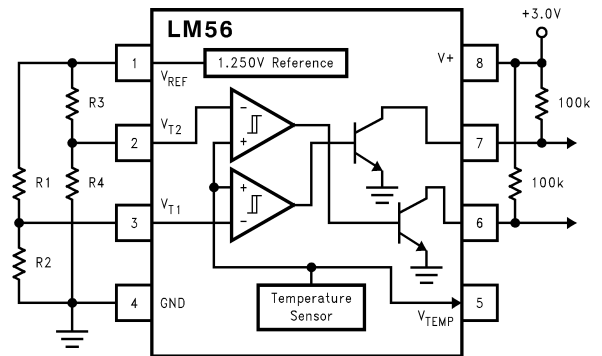 LM56
+3.0V
1
V_REF
1.250V Reference
V+
8
R3
100k
2
V_T2
−
+
7
R1
R4
100k
3
V_T1
+
−
6
R2
4
GND
Temperature
Sensor
V_TEMP
5